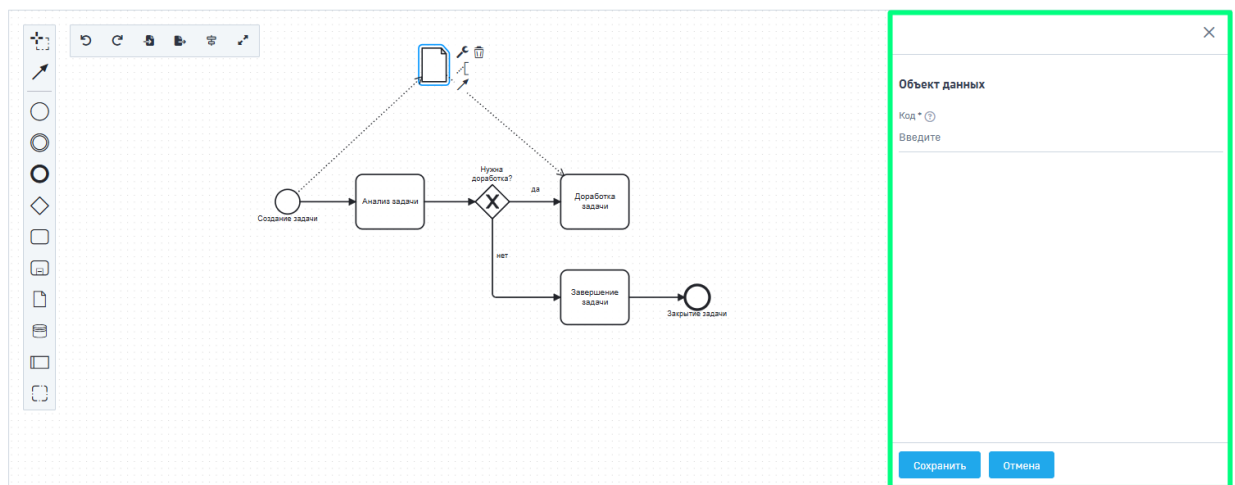 Нужна
доработка?
да
Анализ задачи
Доработка
задачи
Создание задачи
нет
Завершение
задачи
Закрытие задачи
Объект данных
Код * ?
Введите
Сохранить
Отмена